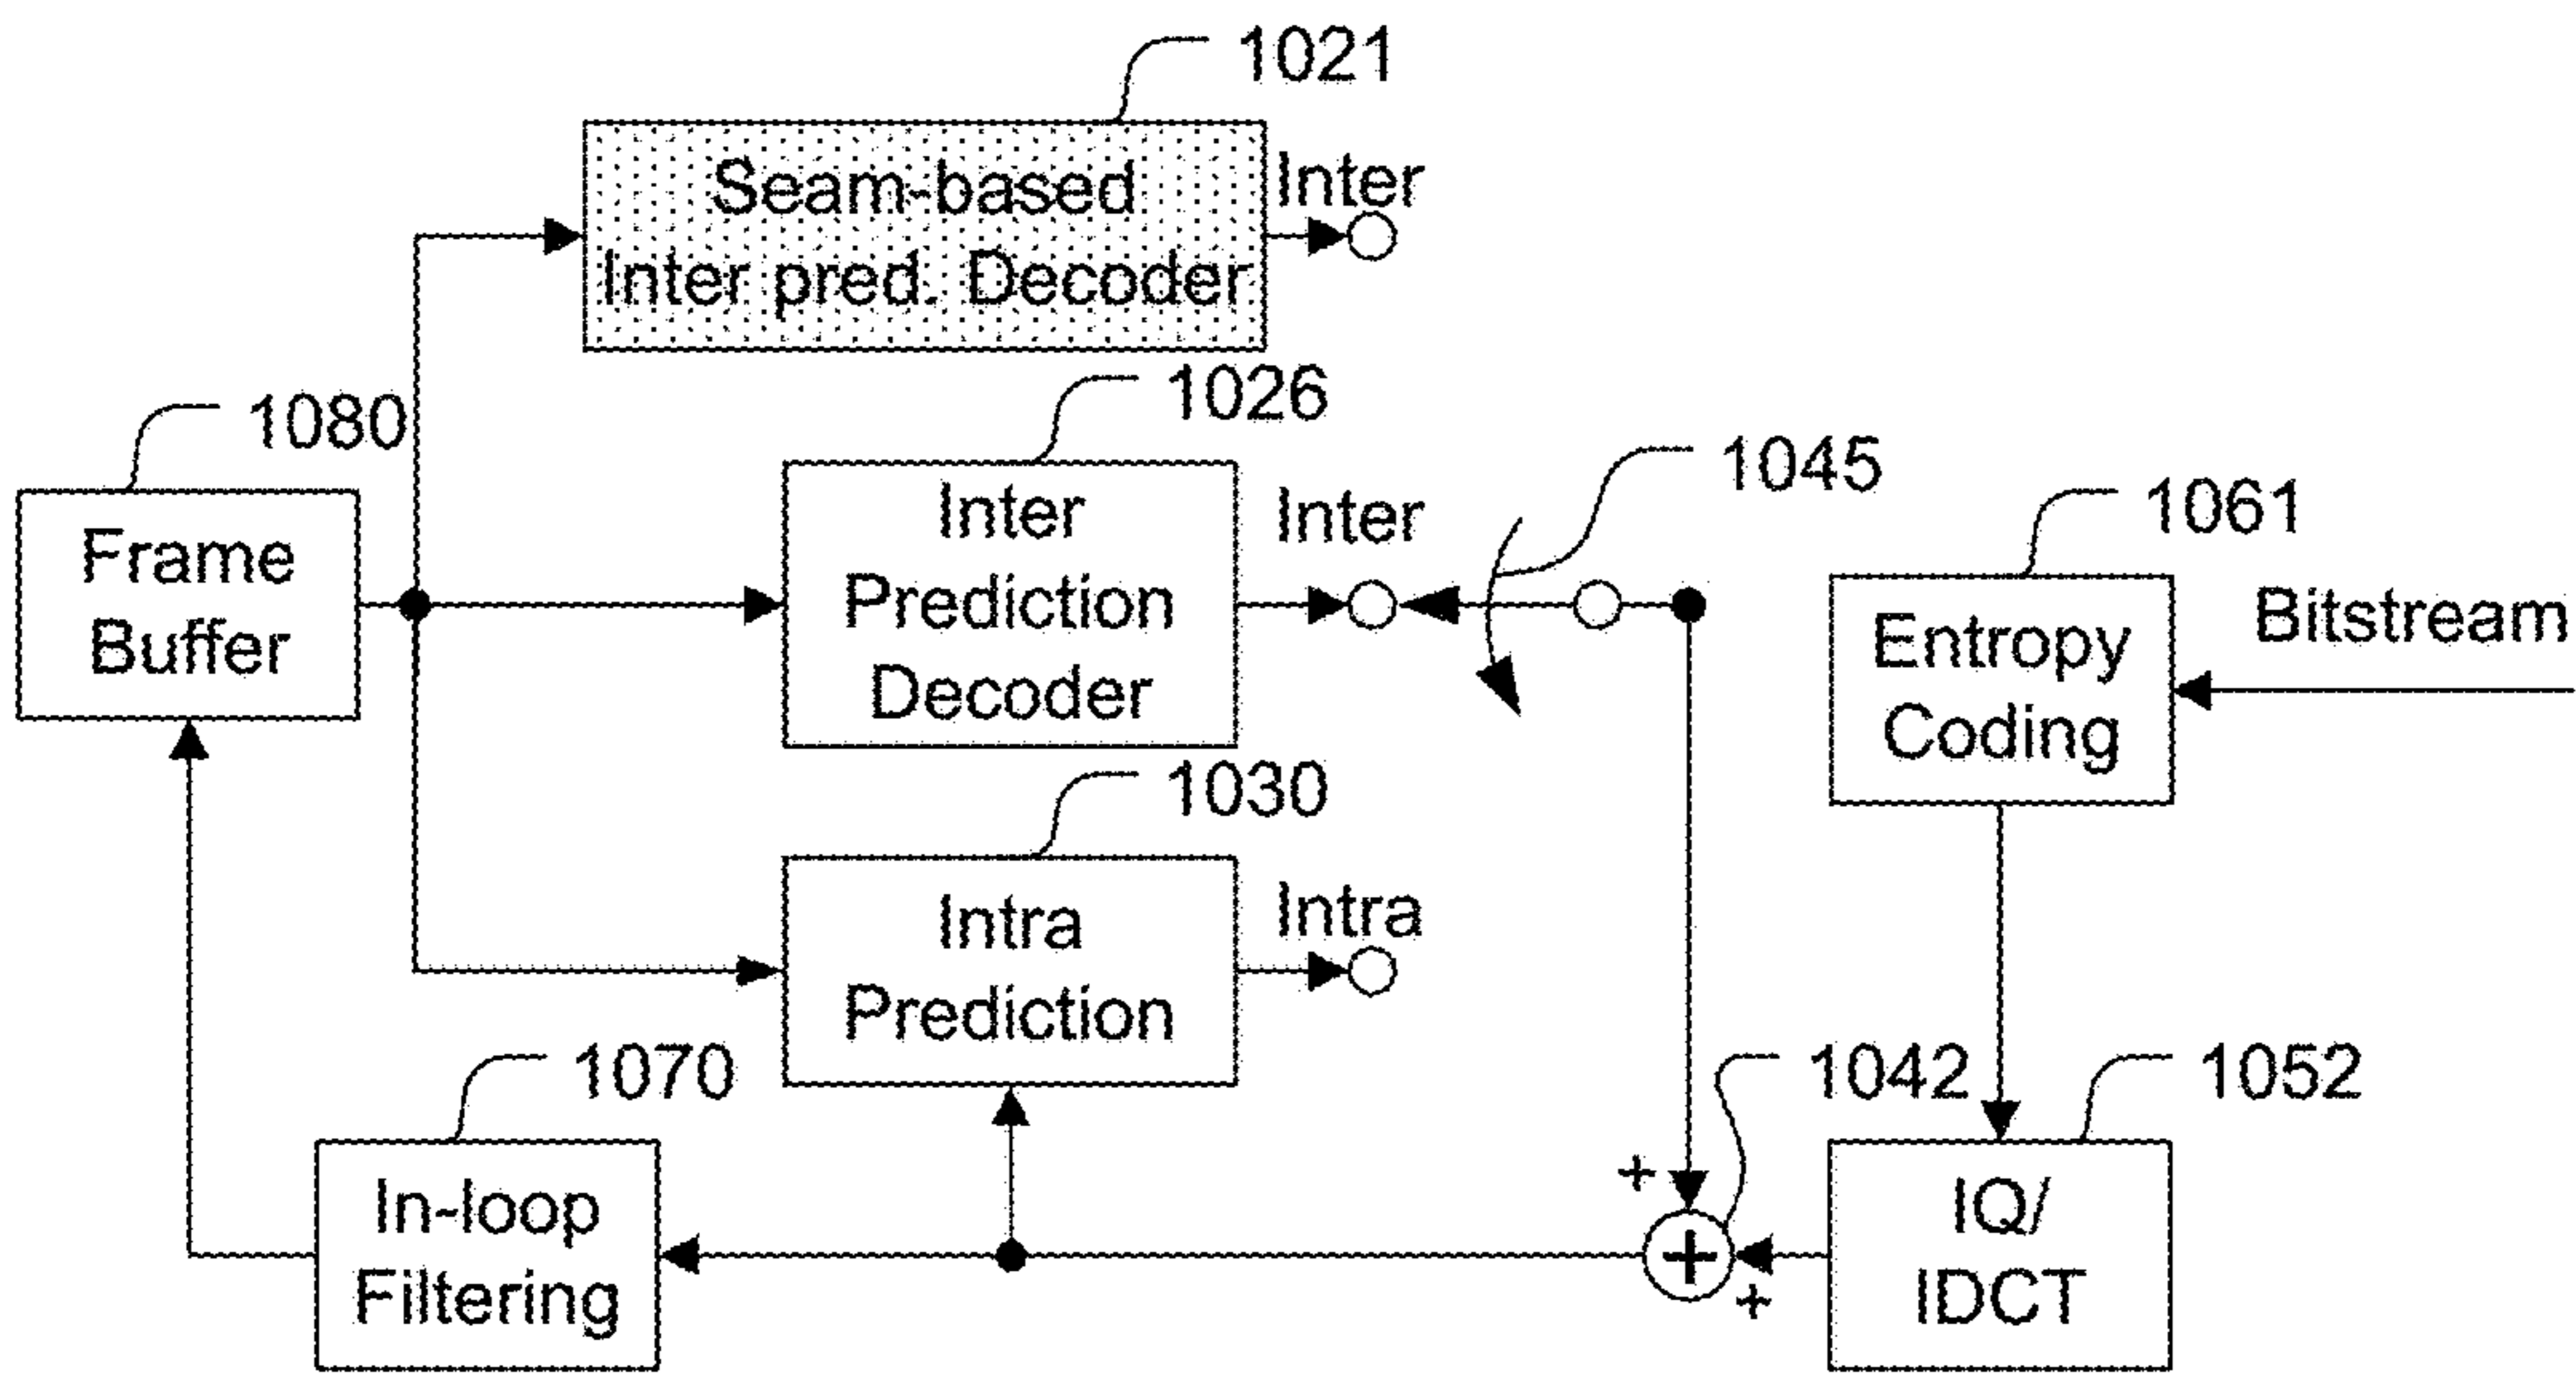 1021
Seam-based
Inter pred. Decoder
Inter
1080
Frame
Buffer
1026
Inter
Prediction
Decoder
Inter
1045
1061
Entropy
Coding
Bitstream
1030
Intra
Prediction
Intra
1070
In-loop
Filtering
1042
+
+
+
1052
IQ/
IDCT